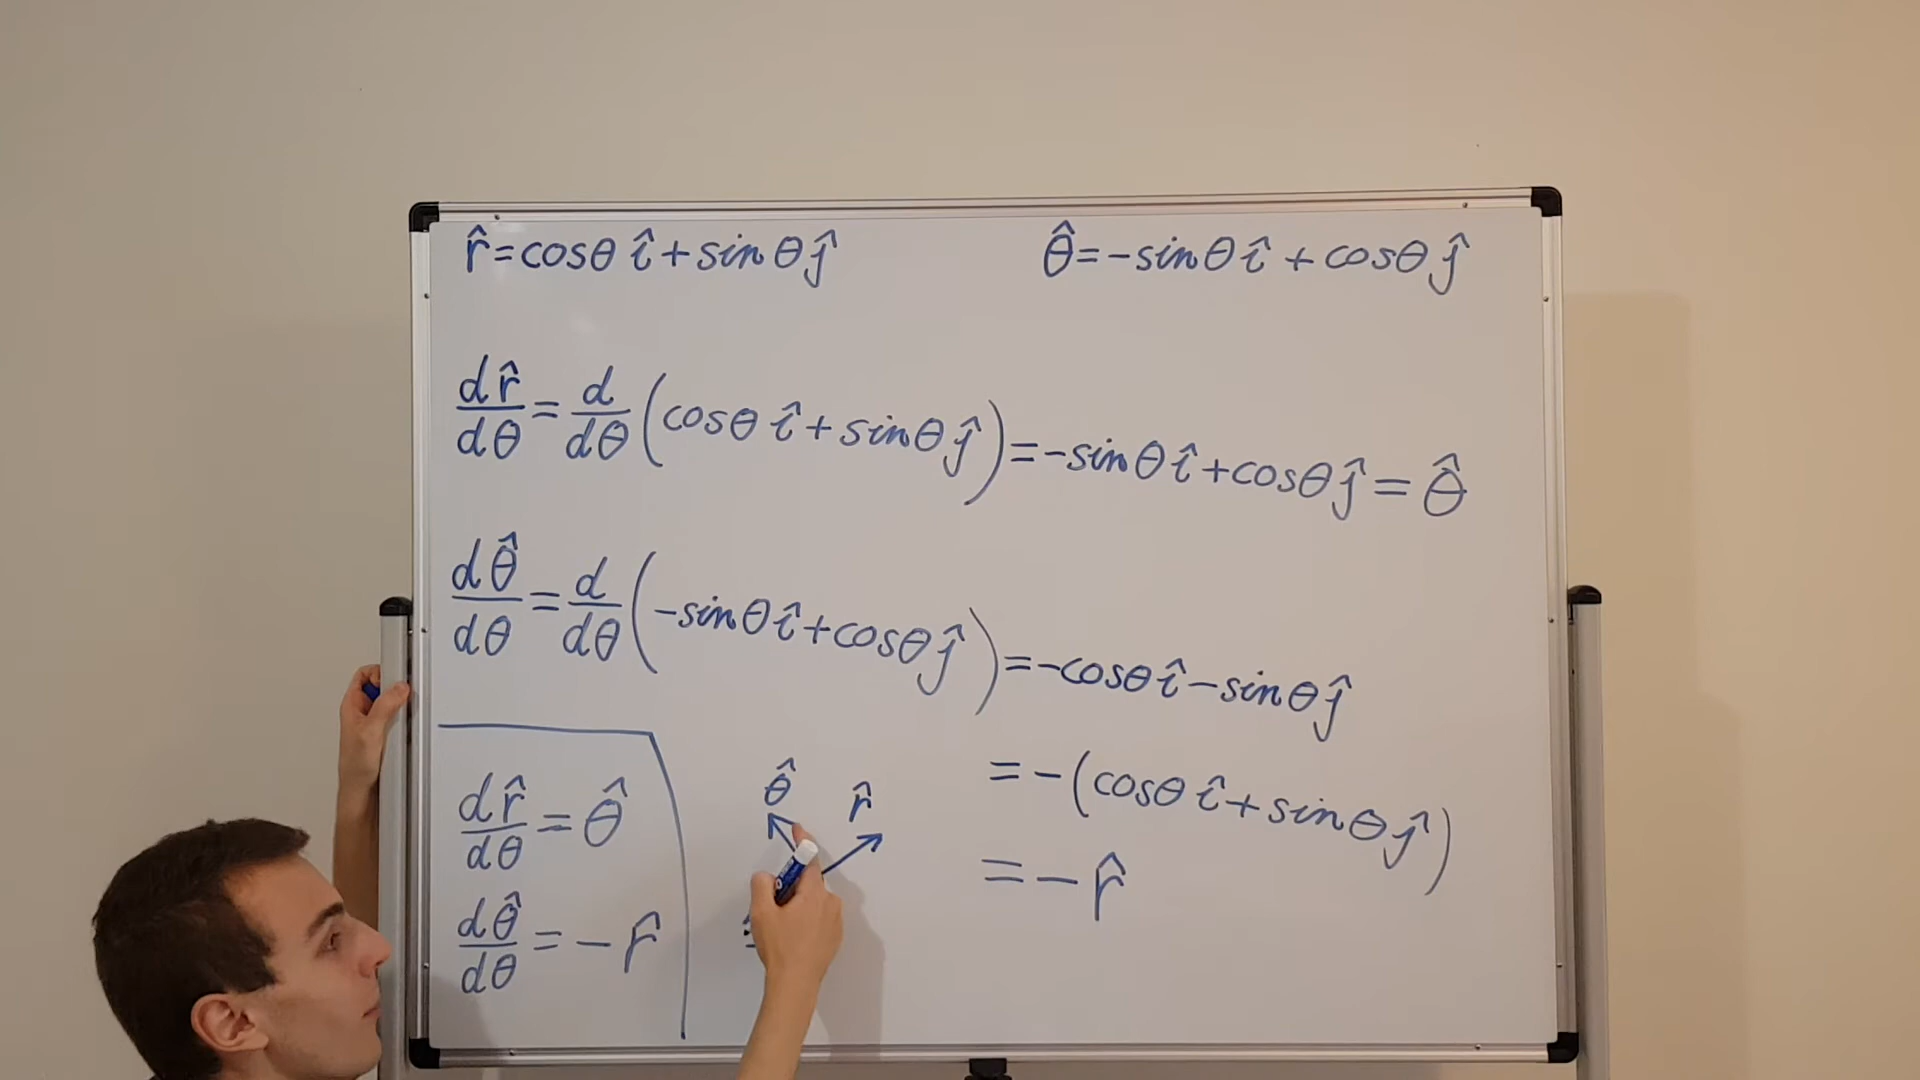 r̂ = cosθ î + sinθ ĵ
θ̂ = -sinθ î + cosθ ĵ
dr̂/dθ = d/dθ (cosθ î + sinθ ĵ) = -sinθ î + cosθ ĵ = θ̂
dθ̂/dθ = d/dθ (-sinθ î + cosθ ĵ) = -cosθ î - sinθ ĵ
= -(cosθ î + sinθ ĵ)
= -r̂
dr̂/dθ = θ̂
dθ̂/dθ = -r̂
θ̂ r̂